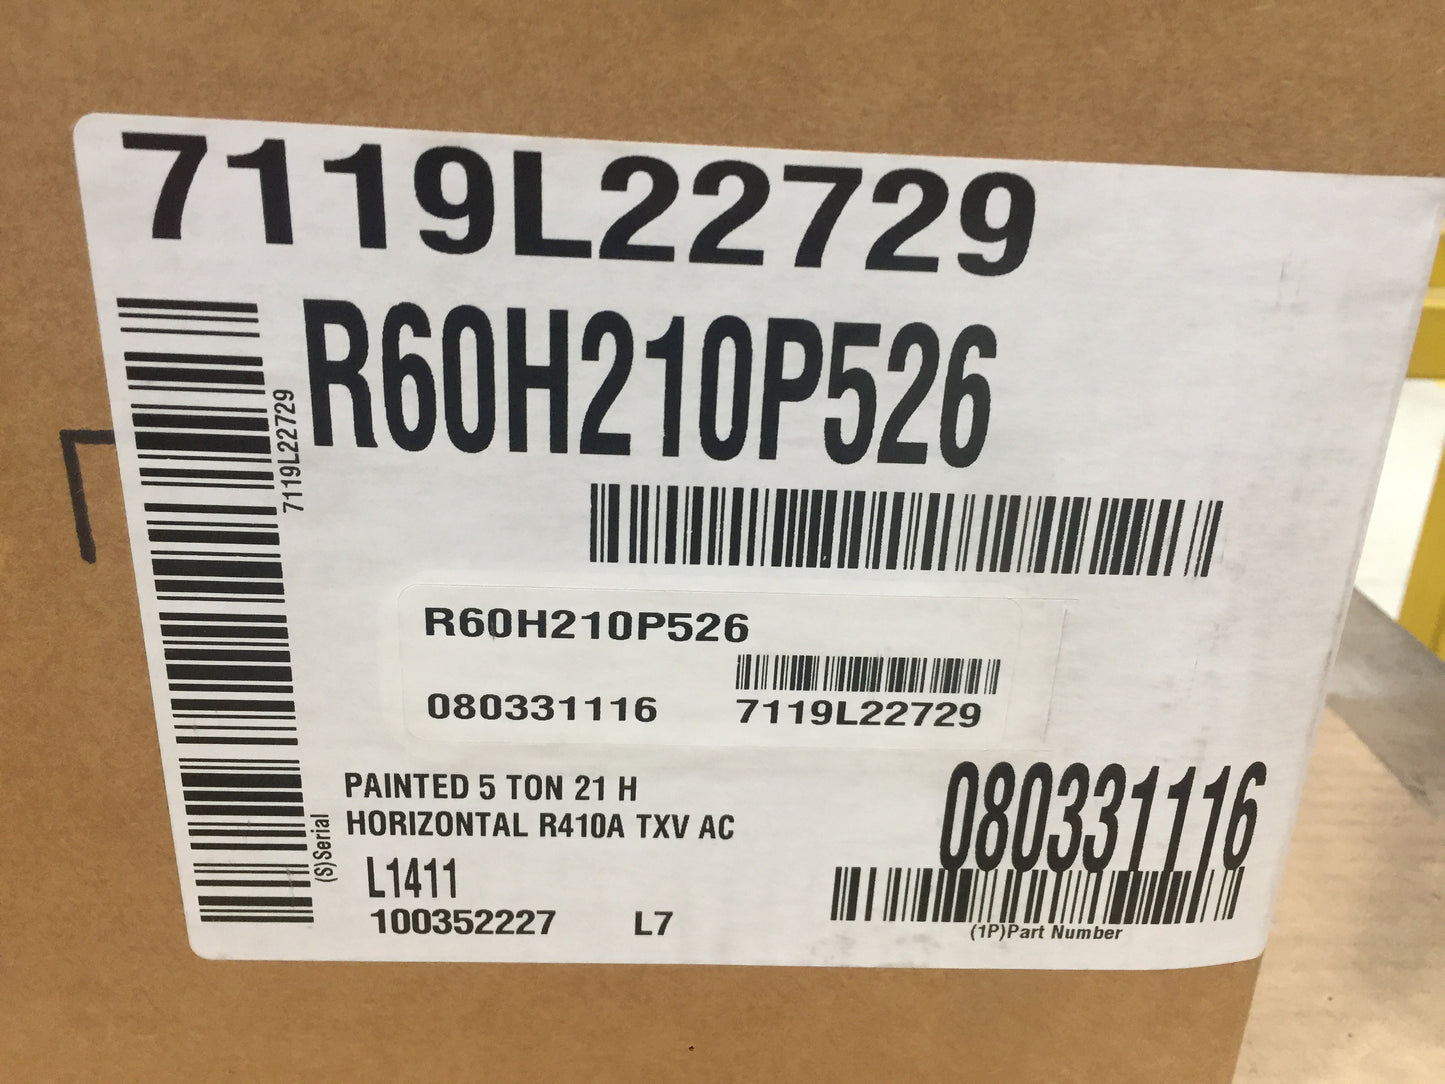 7119L22729
R60H210P526
7119L22729
R60H210P526
080331116
7119L22729
PAINTED 5 TON 21 H
HORIZONTAL R410A TXV AC
080331116
(S)Serial
L1411
100352227 L7
(1P)Part Number